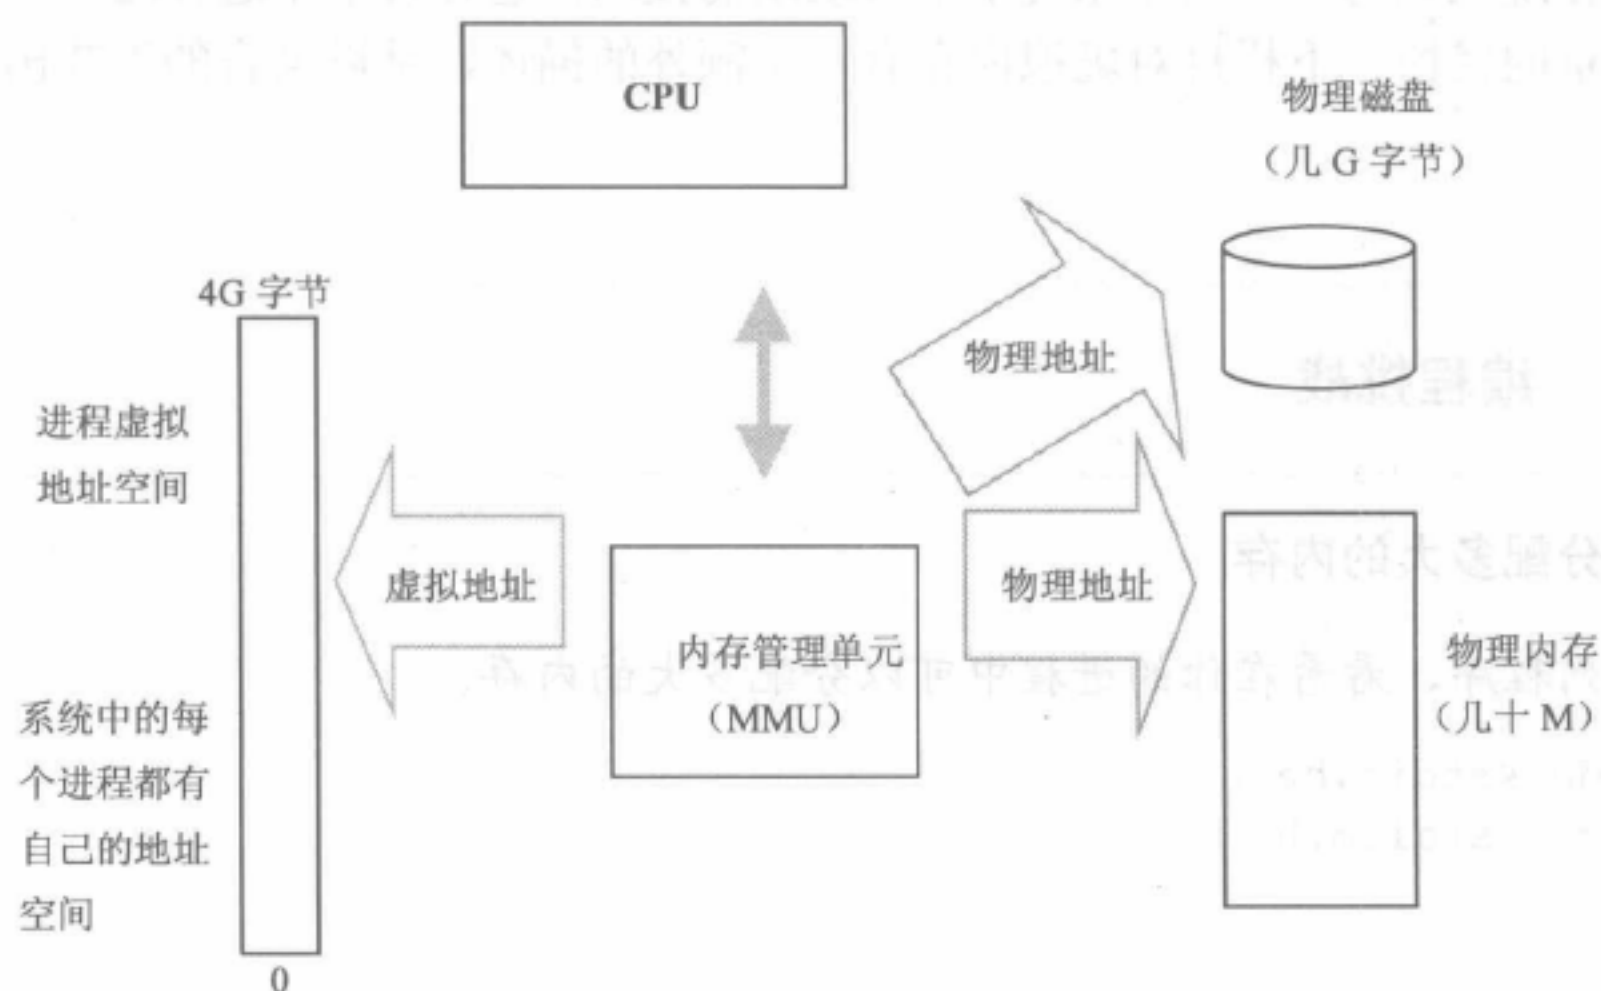 CPU
物理磁盘
（几 G 字节）
4G 字节
物理地址
进程虚拟
地址空间
虚拟地址
物理地址
内存管理单元
（MMU）
物理内存
（几十 M）
系统中的每
个进程都有
自己的地址
空间
0